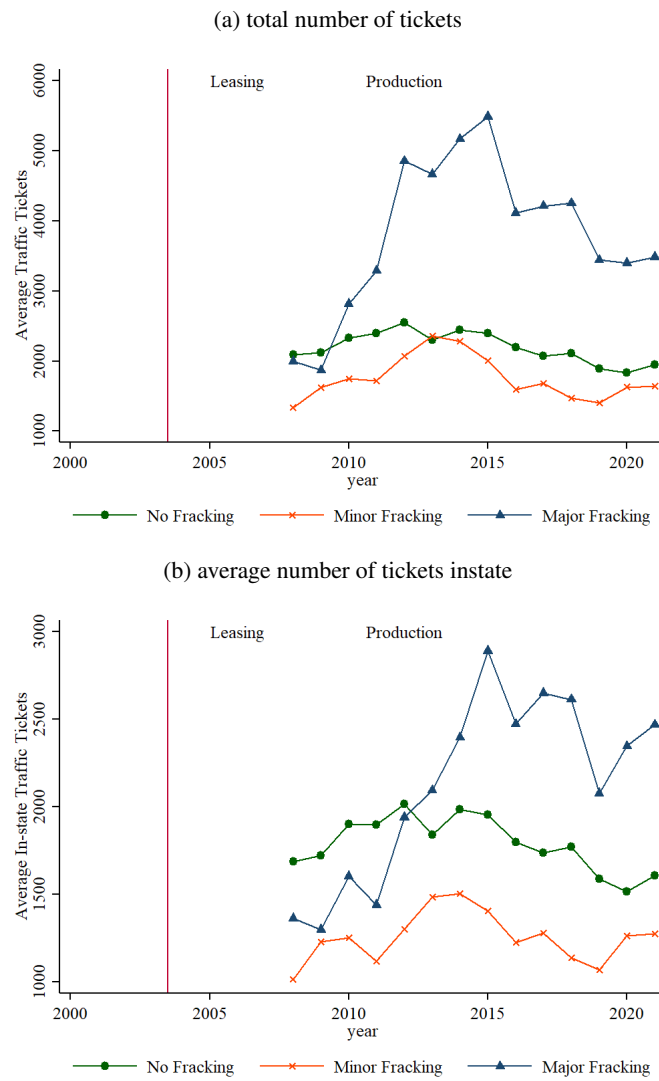 (a) total number of tickets
Leasing Production
Average Traffic Tickets
6000
5000
4000
3000
2000
1000
2000 2005 2010 2015 2020
year
No Fracking Minor Fracking Major Fracking
(b) average number of tickets instate
Leasing Production
Average In-state Traffic Tickets
3000
2500
2000
1500
1000
2000 2005 2010 2015 2020
year
No Fracking Minor Fracking Major Fracking